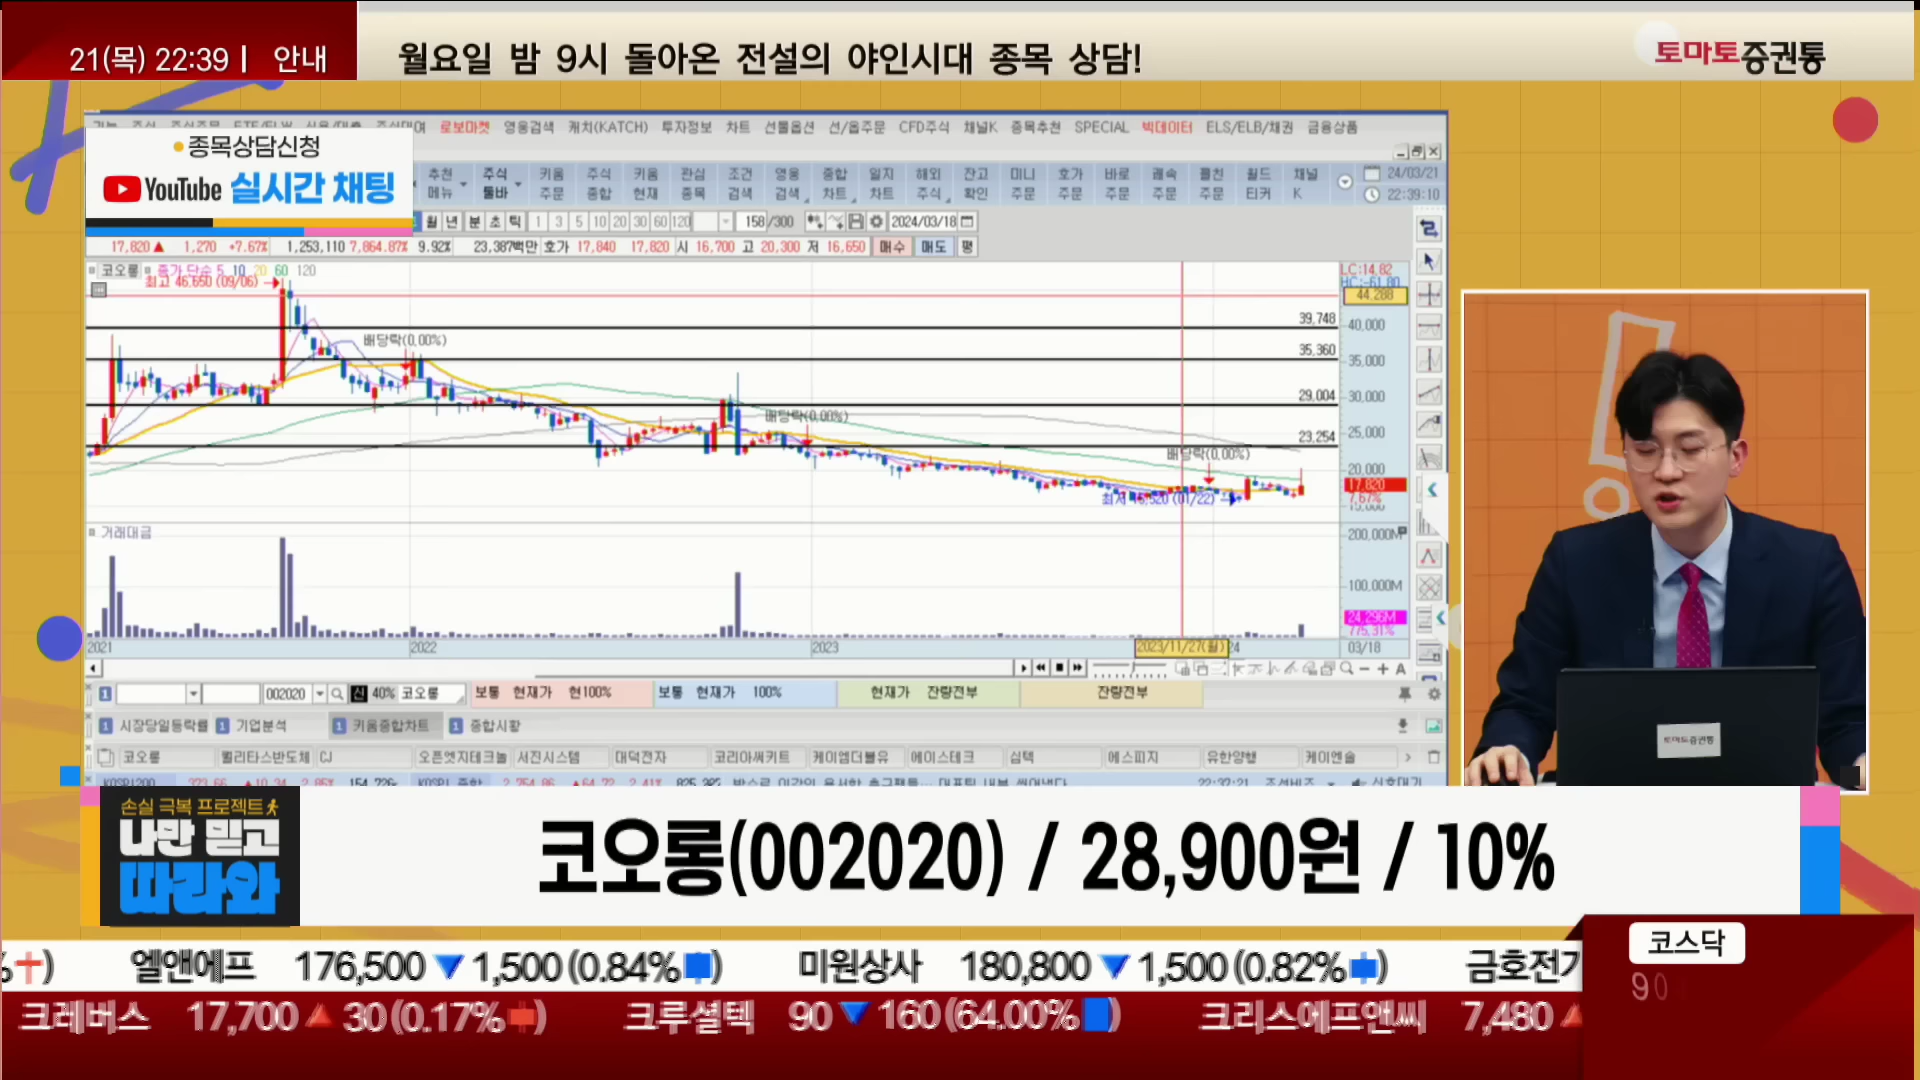 21(목) 22:39 | 안내
월요일 밤 9시 돌아온 전설의 야인시대 종목 상담!
토마토증권통
로보마켓 영웅검색 캐치(KATCH) 투자정보 차트 선물옵션 선/옵주문 CFD주식 채널K 종목추천 SPECIAL 빅데이터 ELS/ELB/채권 금융상품
종목상담신청
YouTube 실시간 채팅
추천 주식 키움 주식 키움 관심 조건 영웅 종합 일지 해외 잔고 미니 호가 바로 쾌속 플친 월드 채널 24/03/21
메뉴 툴바 주문 종합 현재 종목 검색 검색 차트 차트 주식 확인 주문 주문 주문 주문 주문 티커 K 22:39:10
월 년 분 초 틱 1 3 5 10 20 30 60 120 158 /300 2024/03/18
17,820 ▲ 1,270 +7.67% 1,253,110 7,864.87% 9.92% 23,387백만 호가 17,840 17,820 시 16,700 고 20,300 저 16,650 매수 매도 평
코오롱 종가 단순 5 10 20 60 120
LC:14.82
최고 46,650 (09/06)
44,288
39,748
40,000
배당락(0.00%)
35,360
35,000
29,004
30,000
배당락(0.00%)
23,254
25,000
배당락(0.00%)
20,000
17,820
7.67%
15,000
거래대금
200,000M
100,000M
24,296M
775.31%
2021 2022 2023 2023/11/27(월) 24 03/18
002020 신 40% 코오롱 보통 현재가 현100% 보통 현재가 100% 현재가 잔량전부 잔량전부
시장당일등락률 기업분석 키움종합차트 종합시황
코오롱 퀄리타스반도체 CJ 오픈엣지테크놀 서진시스템 대덕전자 코리아써키트 케이엠더블유 에이스테크 심텍 에스피지 유한양행 케이엔솔
손실 극복 프로젝트
나만 믿고
따라와
코오롱(002020) / 28,900원 / 10%
토마토증권통
엘앤에프 176,500 ▼ 1,500 (0.84%) 미원상사 180,800 ▼ 1,500 (0.82%) 금호전기
코스닥
90
크레버스 17,700 ▲ 30 (0.17%) 크루셜텍 90 ▼ 160 (64.00%) 크리스에프앤씨 7,480 ▲